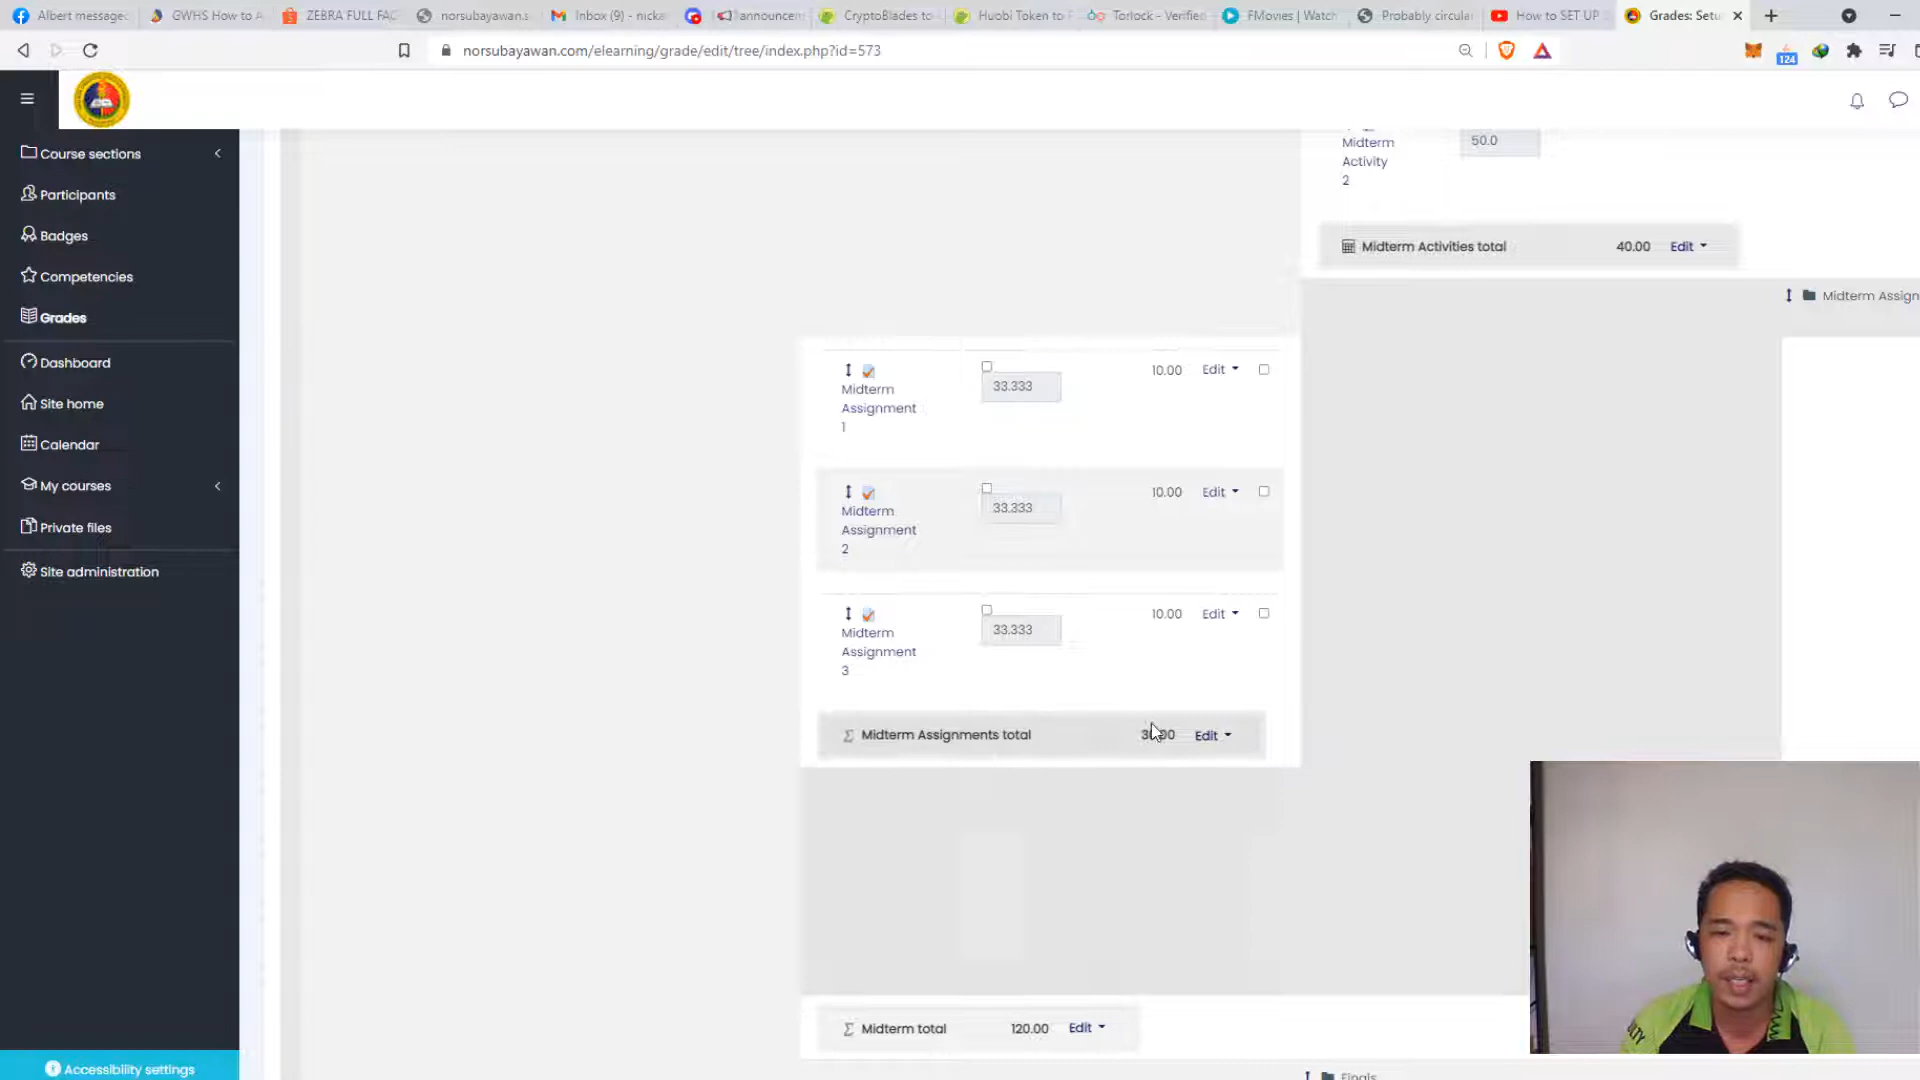 Albert message:
GWHS How to A
ZEBRA FULL FAC
norsubayawan.s
Inbox (9) - nicka
announcem
CryptoBlades to
Huobi Token to F
Torlock - Verifie
FMovies | Watch
Probably circular
How to SET UP
Grades: Setu
norsubayawan.com/elearning/grade/edit/tree/index.php?id=573
124
Course sections
Participants
Badges
Competencies
Grades
Dashboard
Site home
Calendar
My courses
Private files
Site administration
Accessibility settings
Midterm
Activity
2
50.0
Midterm Activities total 40.00 Edit
Midterm Assign
Midterm
Assignment
1
33.333
10.00 Edit
Midterm
Assignment
2
33.333
10.00 Edit
Midterm
Assignment
3
33.333
10.00 Edit
Midterm Assignments total Edit
Midterm total 120.00 Edit
Finals